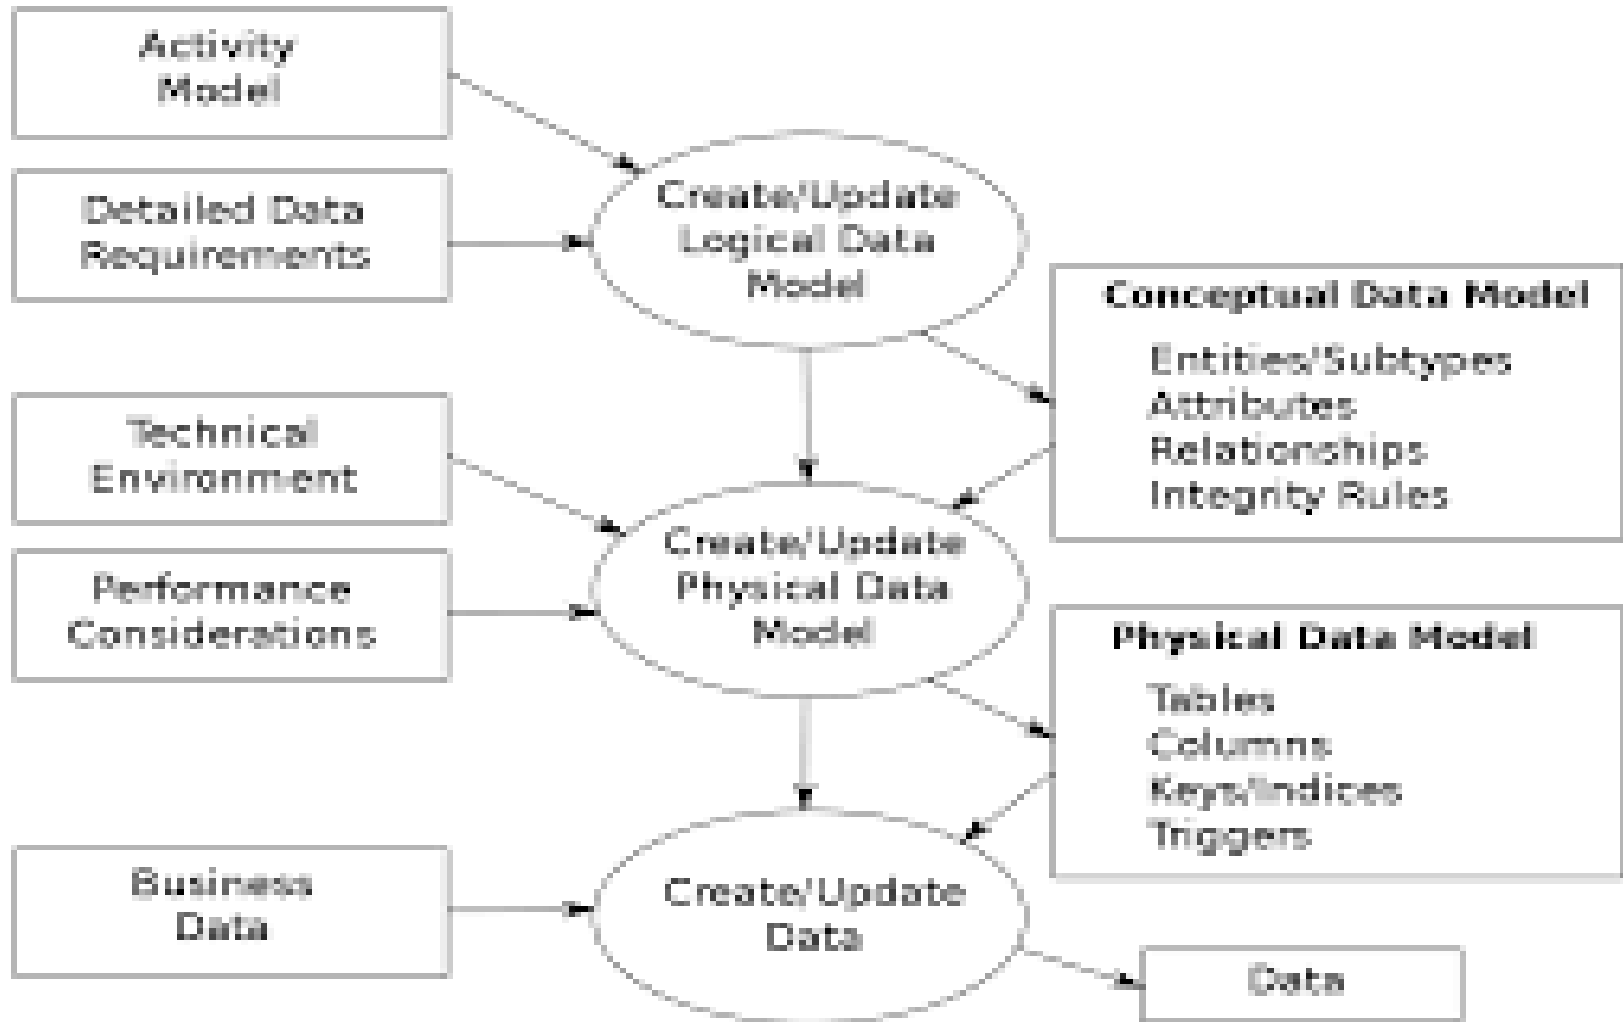 Activity
Model
Detailed Data
Requirements
Create/Update
Logical Data
Model
Conceptual Data Model
Entities/Subtypes
Attributes
Relationships
Integrity Rules
Technical
Environment
Performance
Considerations
Create/Update
Physical Data
Model
Physical Data Model
Tables
Columns
Keys/Indices
Triggers
Business
Data
Create/Update
Data
Data